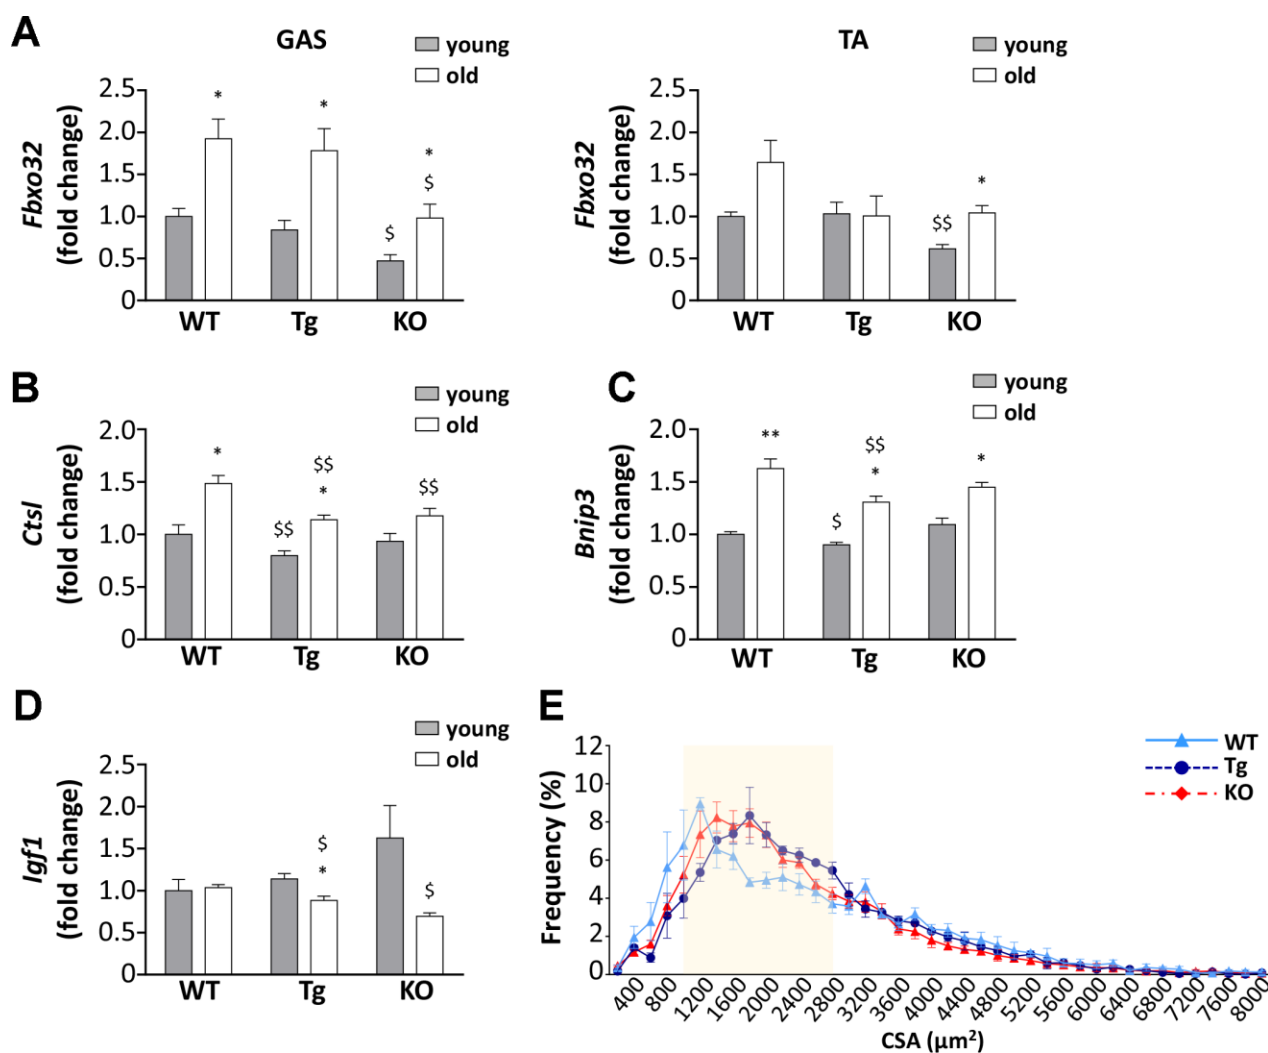 A
GAS
young
old
TA
young
old
Fbxo32
(fold change)
2.5
2.0
1.5
1.0
0.5
0
* * * $ $
WT Tg KO
Fbxo32
(fold change)
2.5
2.0
1.5
1.0
0.5
0
$$ *
WT Tg KO
B
young
old
Ctsl
(fold change)
2.0
1.5
1.0
0.5
0
* $$ $$ * $$
WT Tg KO
C
young
old
Bnip3
(fold change)
2.0
1.5
1.0
0.5
0
** $ $$ * *
WT Tg KO
D
young
old
Igf1
(fold change)
2.5
2.0
1.5
1.0
0.5
0
$ * $
WT Tg KO
E
WT
Tg
KO
Frequency (%)
12
10
8
6
4
2
0
400 800 1200 1600 2000 2400 2800 3200 3600 4000 4400 4800 5200 5600 6000 6400 6800 7200 7600 8000
CSA (µm²)